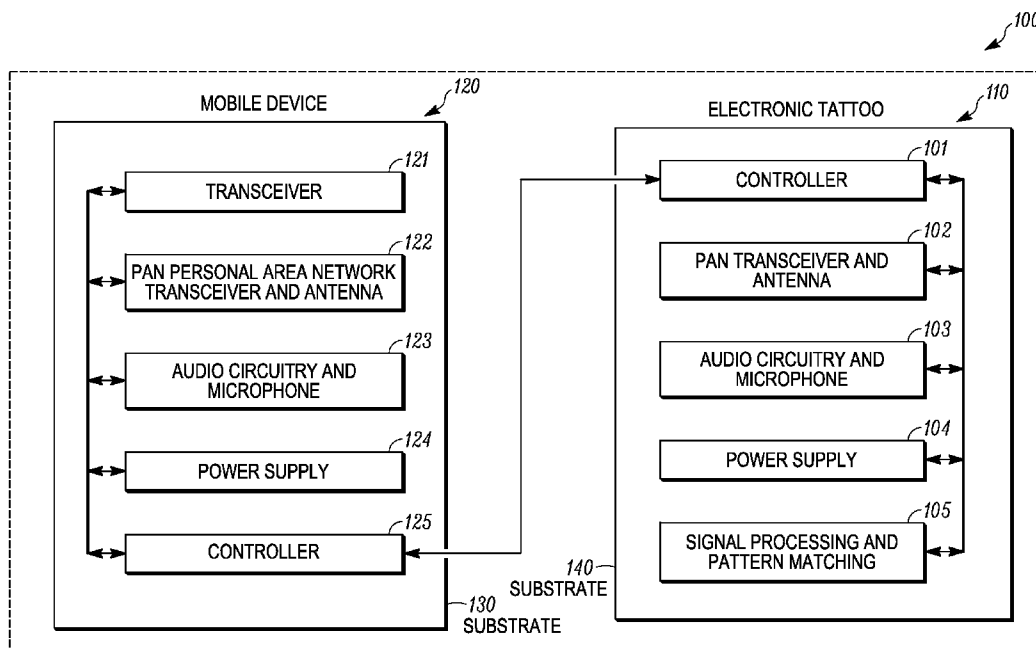 100
MOBILE DEVICE
120
121
TRANSCEIVER
122
PAN PERSONAL AREA NETWORK
TRANSCEIVER AND ANTENNA
123
AUDIO CIRCUITRY AND
MICROPHONE
124
POWER SUPPLY
125
CONTROLLER
130
SUBSTRATE
ELECTRONIC TATTOO
110
101
CONTROLLER
102
PAN TRANSCEIVER AND
ANTENNA
103
AUDIO CIRCUITRY AND
MICROPHONE
104
POWER SUPPLY
105
SIGNAL PROCESSING AND
PATTERN MATCHING
140
SUBSTRATE